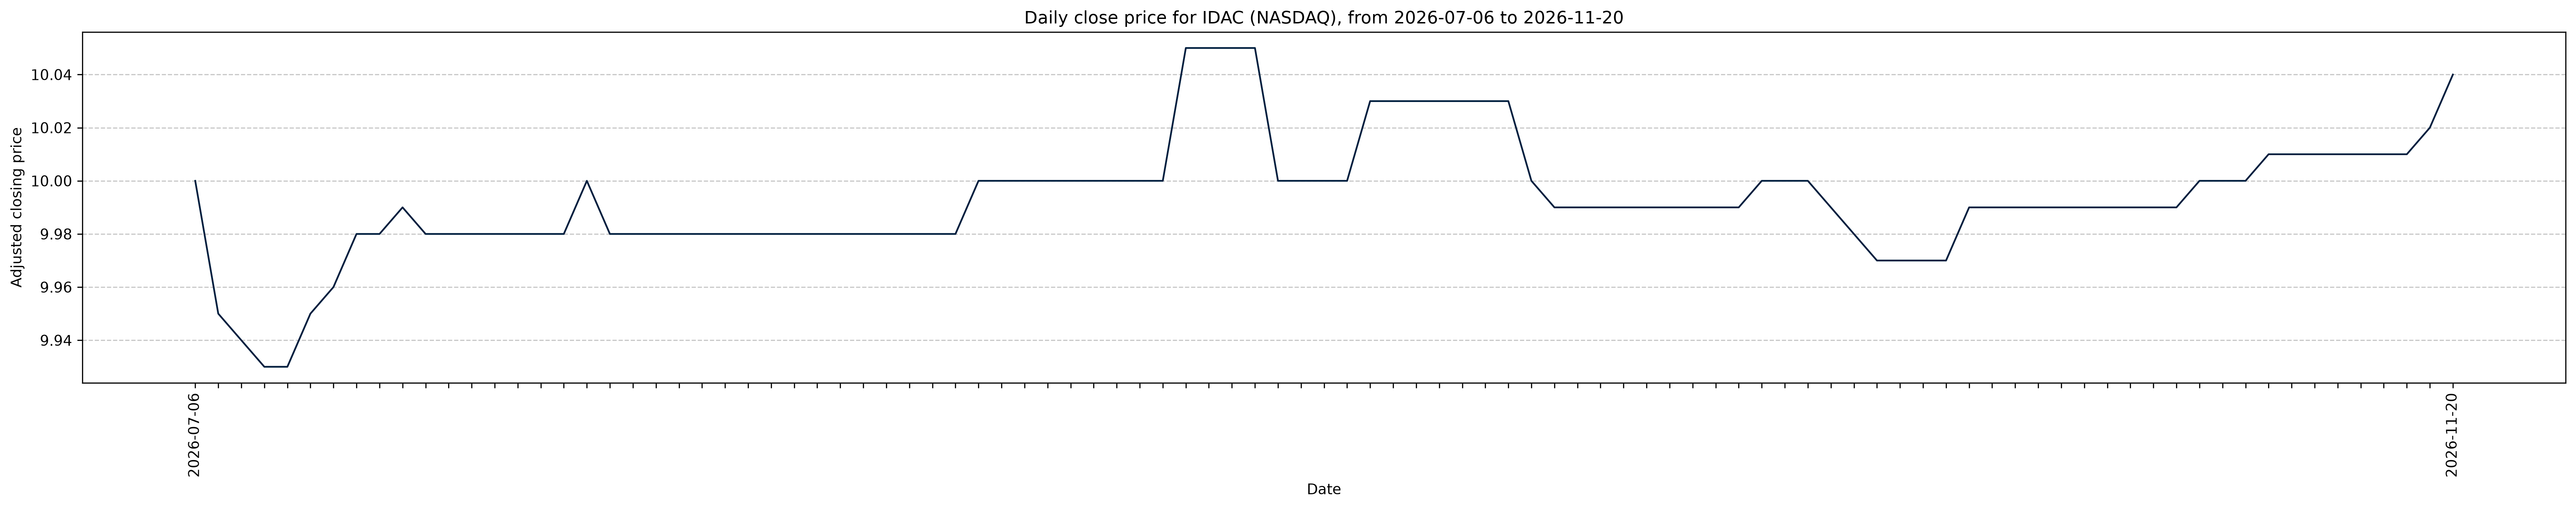 Daily close price for IDAC (NASDAQ), from 2026-07-06 to 2026-11-20
Adjusted closing price
10.04
10.02
10.00
9.98
9.96
9.94
2026-07-06
2026-11-20
Date